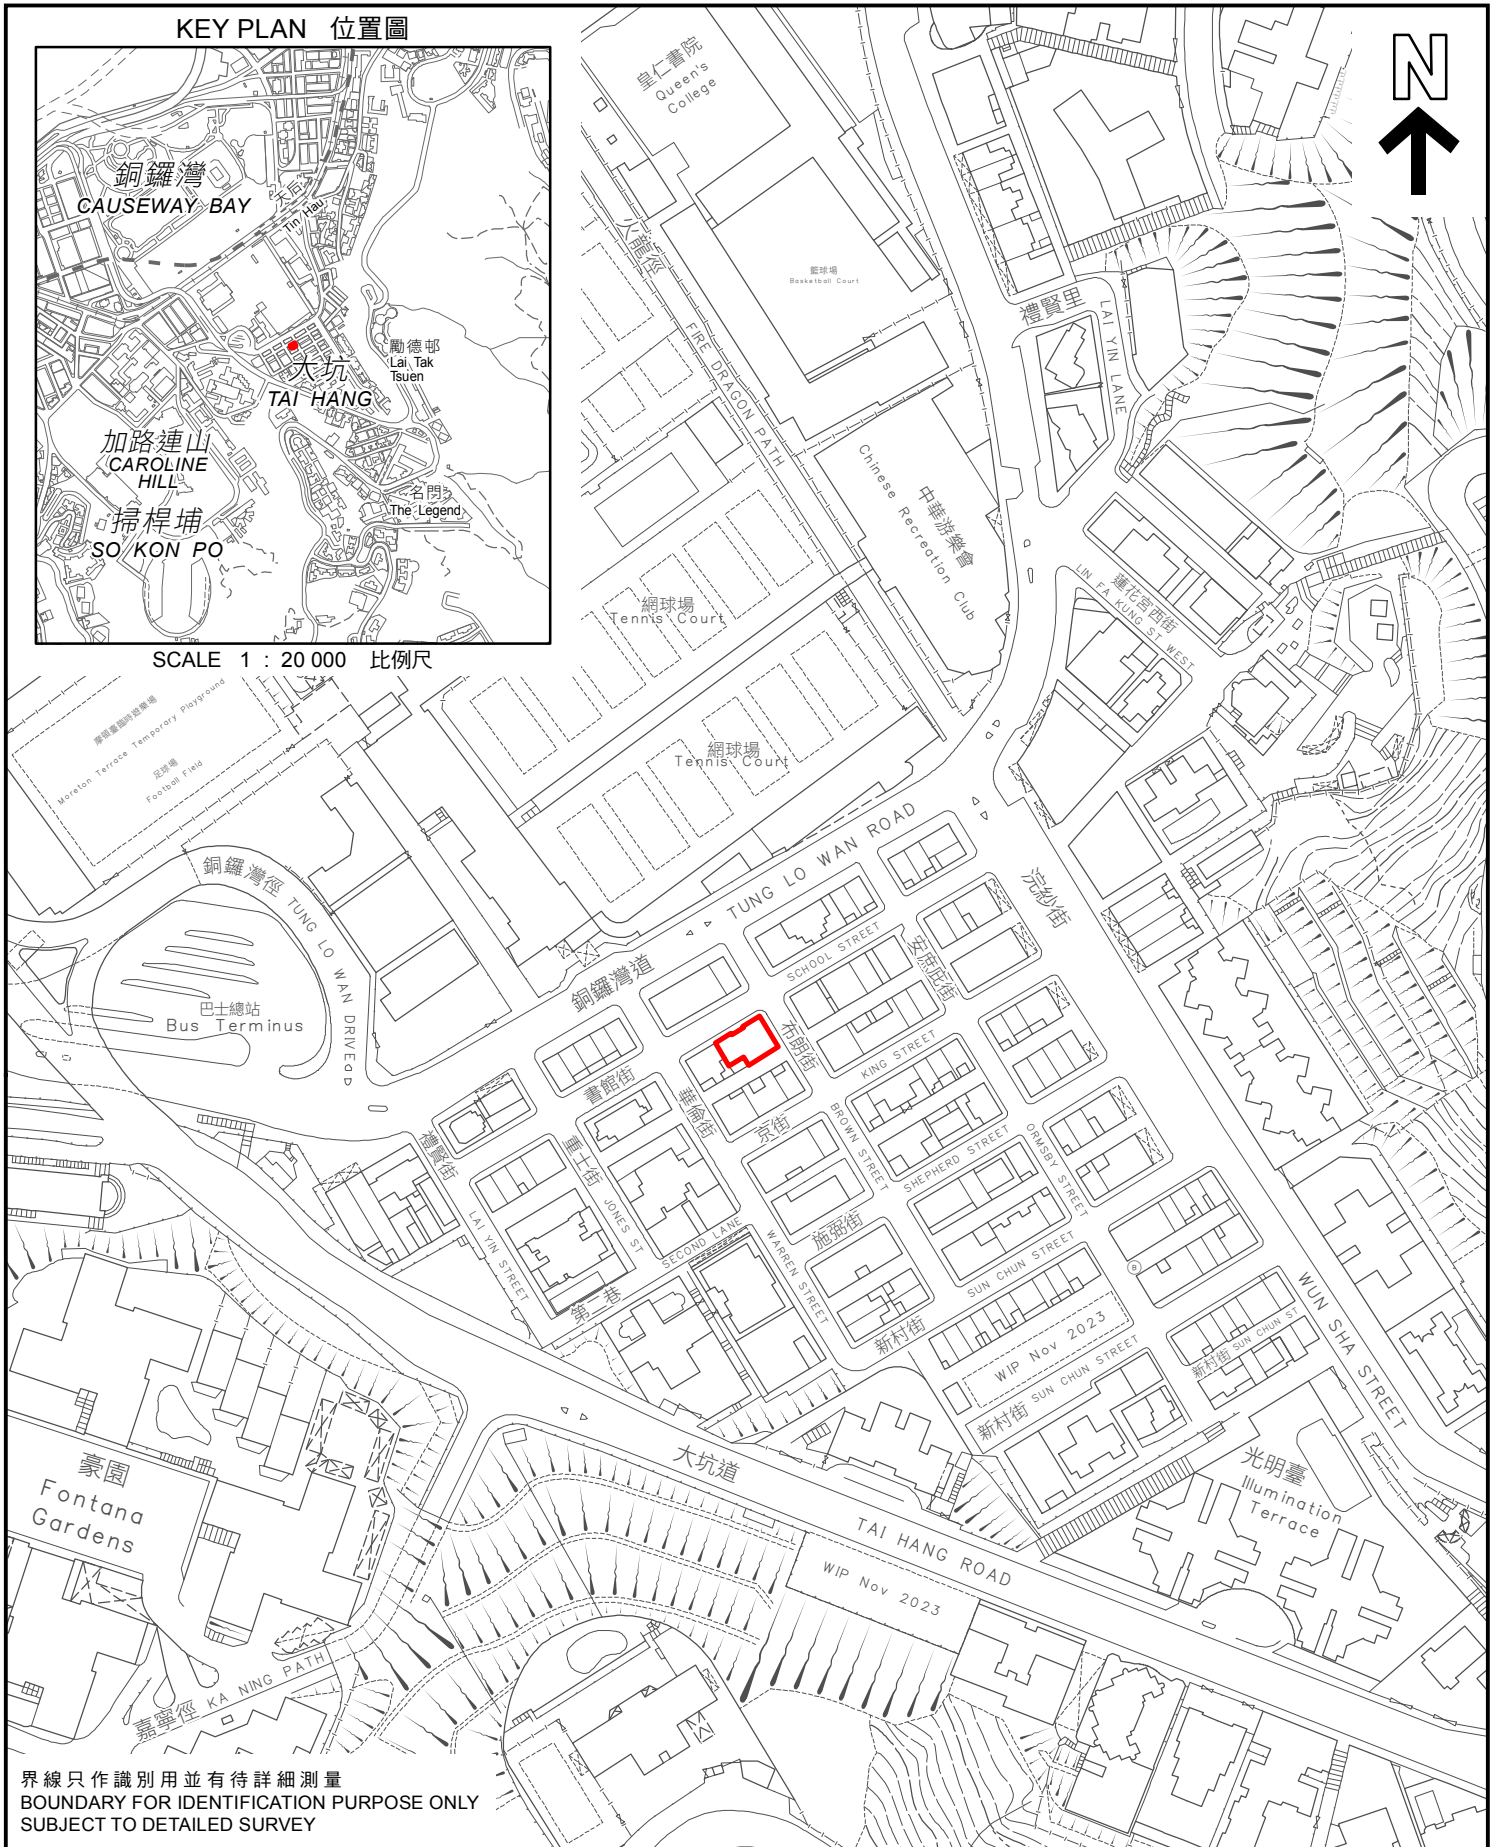 KEY PLAN 位置圖
銅鑼灣
CAUSEWAY BAY
天后
Tin Hau
勵德邨
Lai Tak
Tsuen
大坑
TAI HANG
加路連山
CAROLINE
HILL
名門
The Legend
掃桿埔
SO KON PO
SCALE 1 : 20 000 比例尺
N
皇仁書院
Queen's
College
火龍徑
FIRE DRAGON PATH
籃球場
Basketball Court
禮賢里
LAI YIN LANE
中華游樂會
Chinese Recreation Club
網球場
Tennis Court
網球場
Tennis Court
蓮花宮西街
LIN FA KUNG ST WEST
摩頓臺臨時遊樂場
Moreton Terrace Temporary Playground
足球場
Football Field
銅鑼灣徑 TUNG LO WAN DRIVE
巴士總站
Bus Terminus
銅鑼灣道
TUNG LO WAN ROAD
浣紗街
WUN SHA STREET
書館街
SCHOOL STREET
安庶庇街
ORMSBY STREET
布朗街
BROWN STREET
京街
KING STREET
華倫街
WARREN STREET
重士街
JONES ST
禮賢街
LAI YIN STREET
第二巷
SECOND LANE
施弼街
SHEPHERD STREET
新村街
SUN CHUN STREET
WIP Nov 2023
新村街 SUN CHUN STREET
新村街 SUN CHUN ST
B
光明臺
Illumination
Terrace
大坑道
TAI HANG ROAD
WIP Nov 2023
豪園
Fontana
Gardens
嘉寧徑 KA NING PATH
界線只作識別用並有待詳細測量
BOUNDARY FOR IDENTIFICATION PURPOSE ONLY
SUBJECT TO DETAILED SURVEY